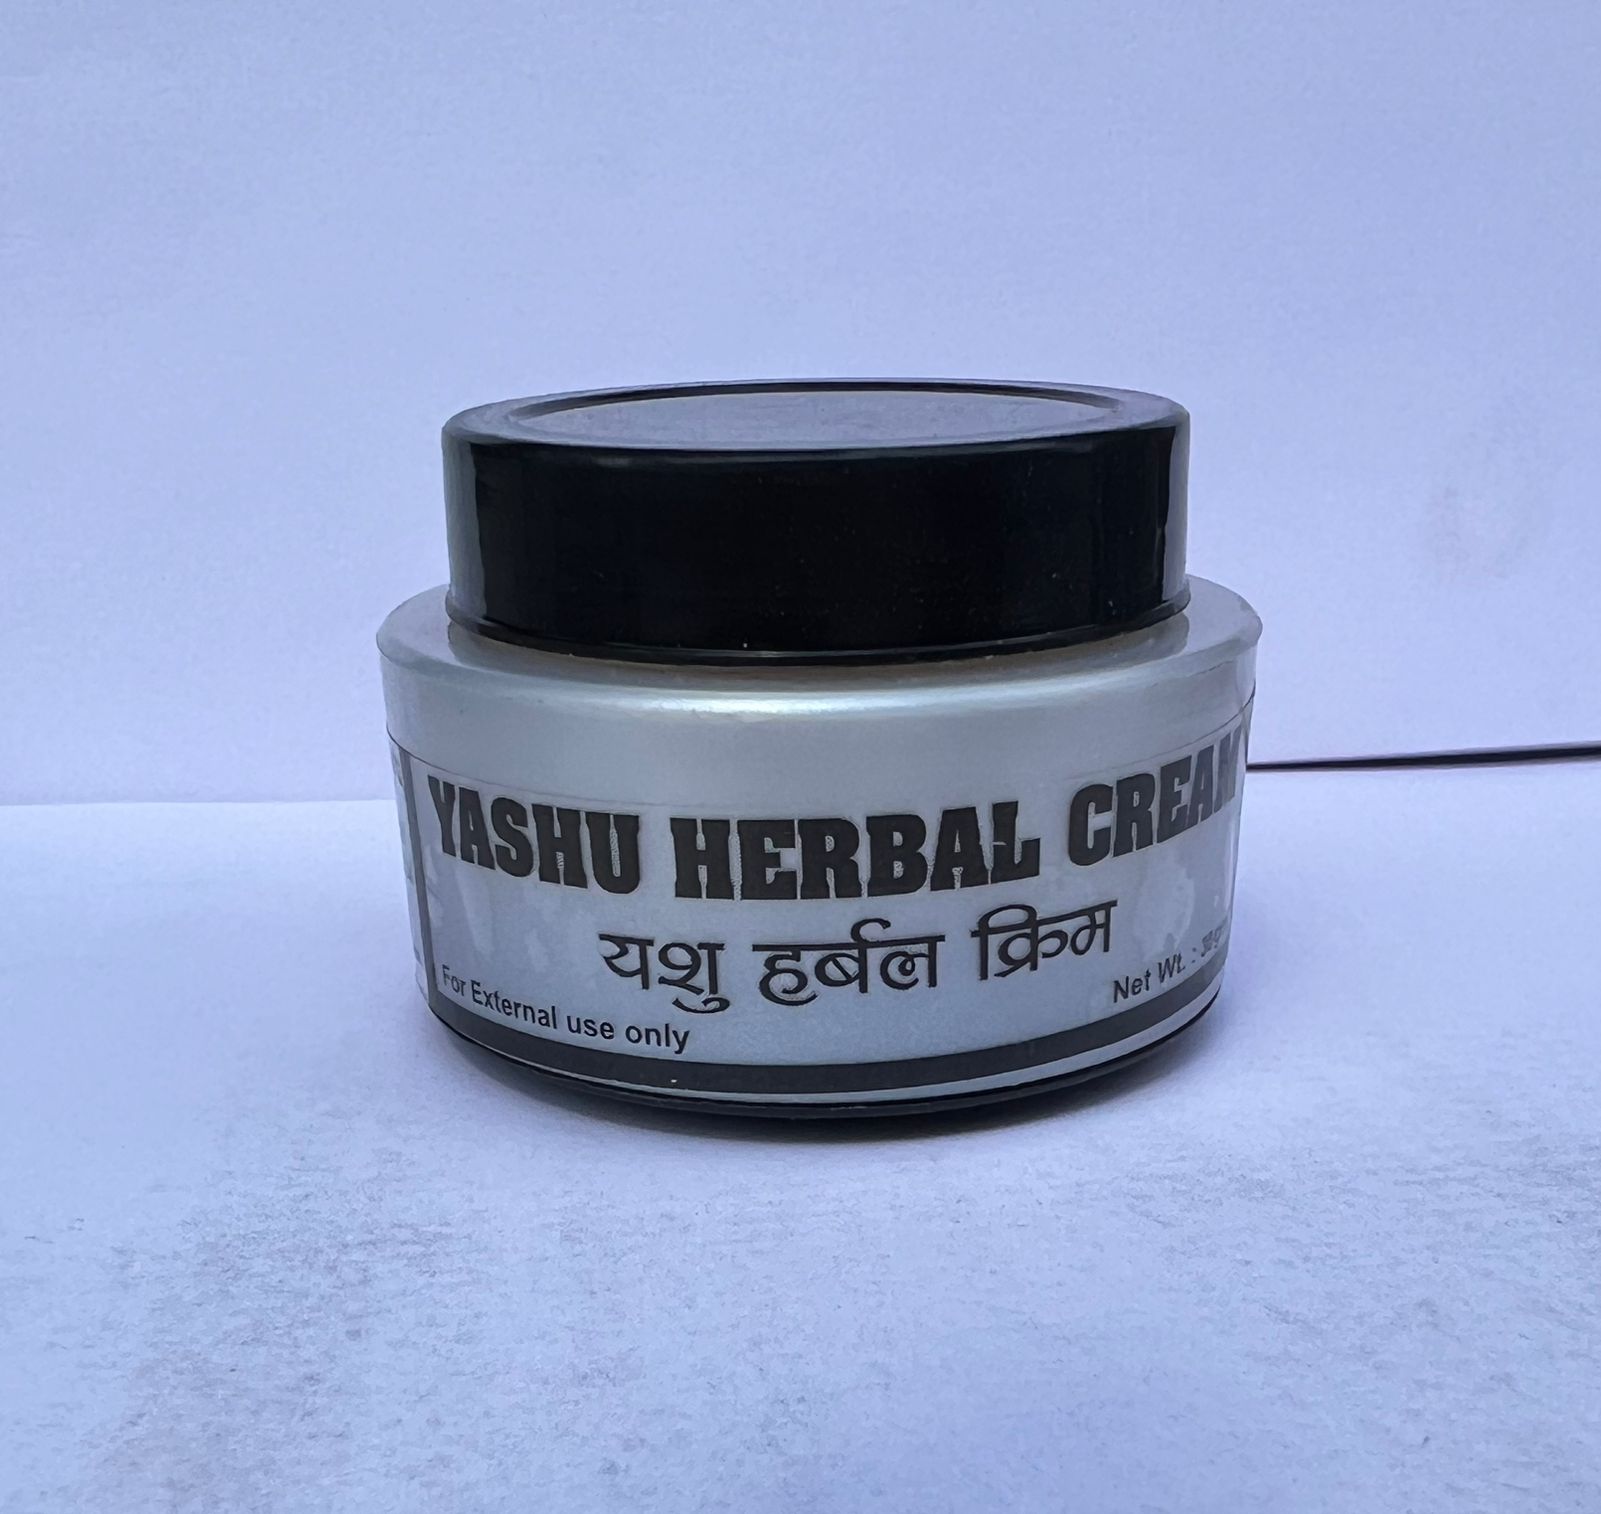 YASHU HERBAL CREAM
यशु हर्बल क्रिम
For External use only
Net Wt. :